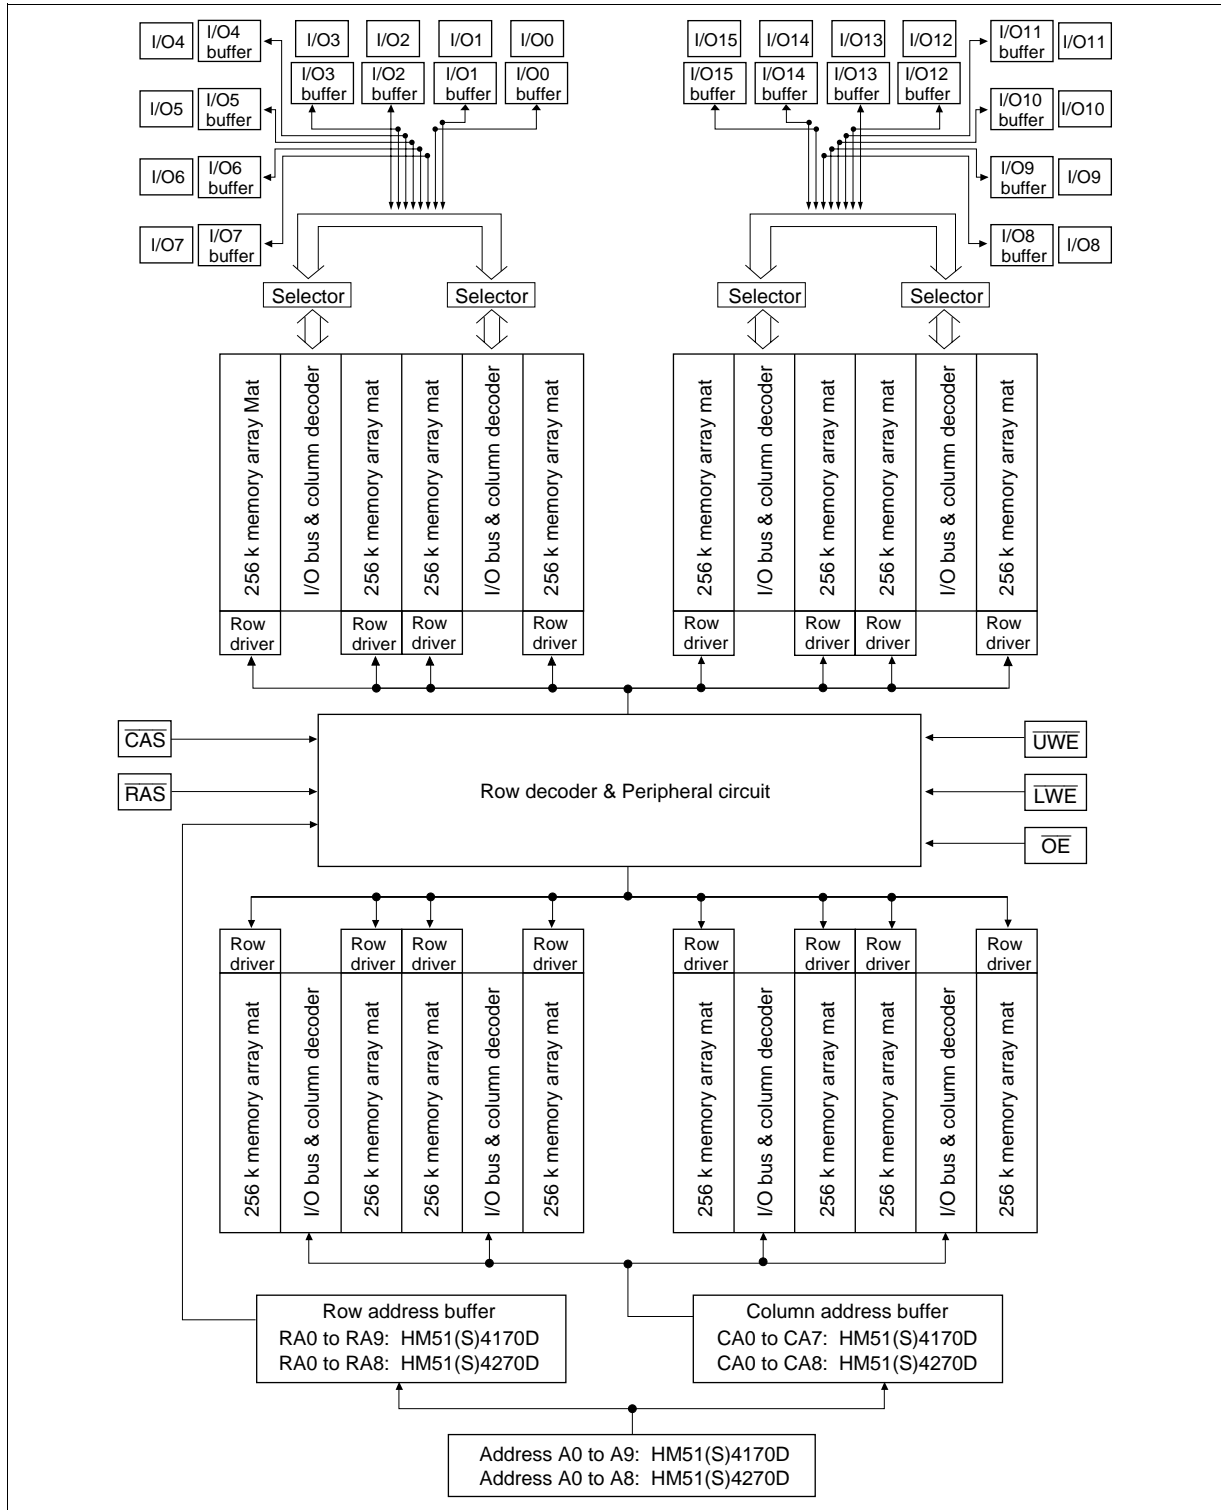 I/O4
I/O4 buffer
I/O3
I/O2
I/O1
I/O0
I/O15
I/O14
I/O13
I/O12
I/O11 buffer
I/O11
I/O3 buffer
I/O2 buffer
I/O1 buffer
I/O0 buffer
I/O15 buffer
I/O14 buffer
I/O13 buffer
I/O12 buffer
I/O5
I/O5 buffer
I/O10 buffer
I/O10
I/O6
I/O6 buffer
I/O9 buffer
I/O9
I/O7
I/O7 buffer
I/O8 buffer
I/O8
Selector
Selector
Selector
Selector
256 k memory array Mat
I/O bus & column decoder
256 k memory array mat
256 k memory array mat
I/O bus & column decoder
256 k memory array mat
256 k memory array mat
I/O bus & column decoder
256 k memory array mat
256 k memory array mat
I/O bus & column decoder
256 k memory array mat
Row driver
Row driver
Row driver
Row driver
Row driver
Row driver
Row driver
Row driver
C̅A̅S̅
U̅W̅E̅
R̅A̅S̅
Row decoder & Peripheral circuit
L̅W̅E̅
O̅E̅
Row driver
Row driver
Row driver
Row driver
Row driver
Row driver
Row driver
Row driver
256 k memory array mat
I/O bus & column decoder
256 k memory array mat
256 k memory array mat
I/O bus & column decoder
256 k memory array mat
256 k memory array mat
I/O bus & column decoder
256 k memory array mat
256 k memory array mat
I/O bus & column decoder
256 k memory array mat
Row address buffer
RA0 to RA9: HM51(S)4170D
RA0 to RA8: HM51(S)4270D
Column address buffer
CA0 to CA7: HM51(S)4170D
CA0 to CA8: HM51(S)4270D
Address A0 to A9: HM51(S)4170D
Address A0 to A8: HM51(S)4270D